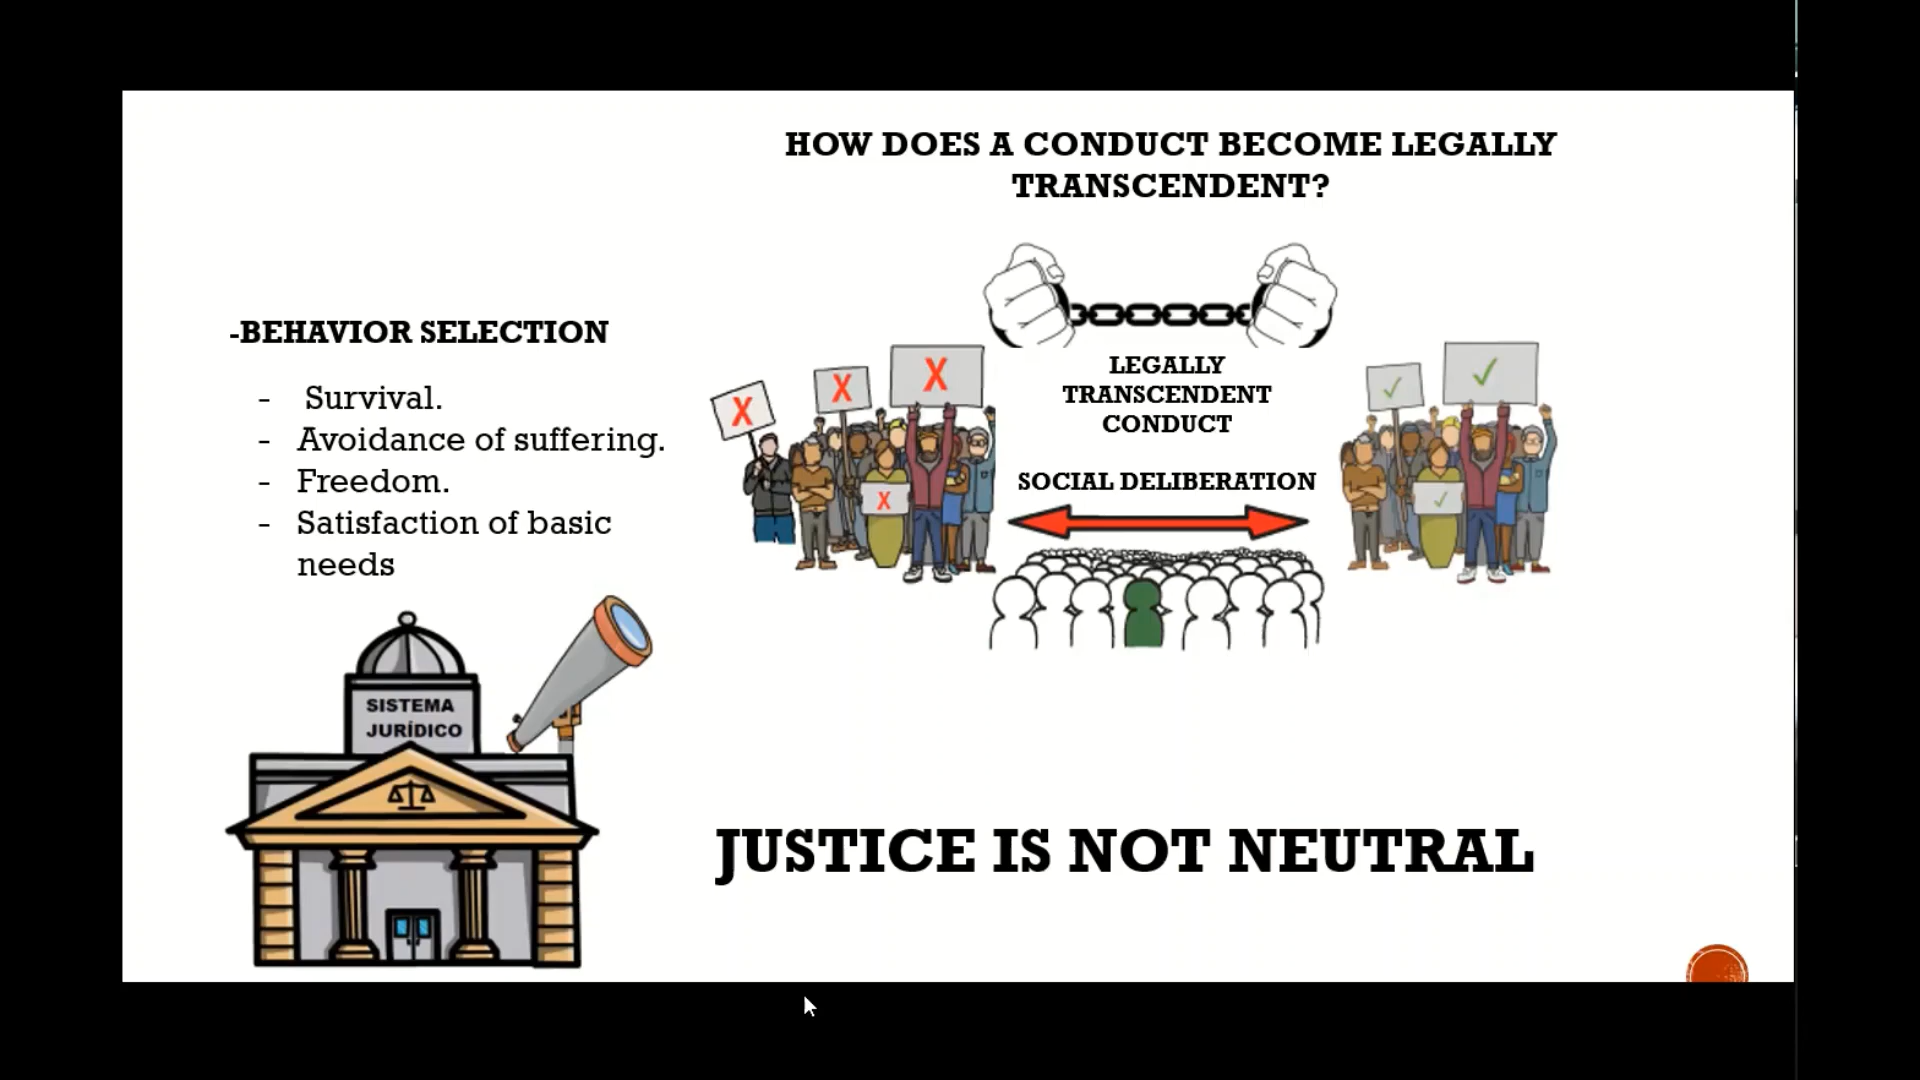 HOW DOES A CONDUCT BECOME LEGALLY
TRANSCENDENT?
-BEHAVIOR SELECTION
- Survival.
- Avoidance of suffering.
- Freedom.
- Satisfaction of basic
needs
X
X
X
X
LEGALLY
TRANSCENDENT
CONDUCT
SOCIAL DELIBERATION
✓
✓
✓
SISTEMA
JURÍDICO
JUSTICE IS NOT NEUTRAL